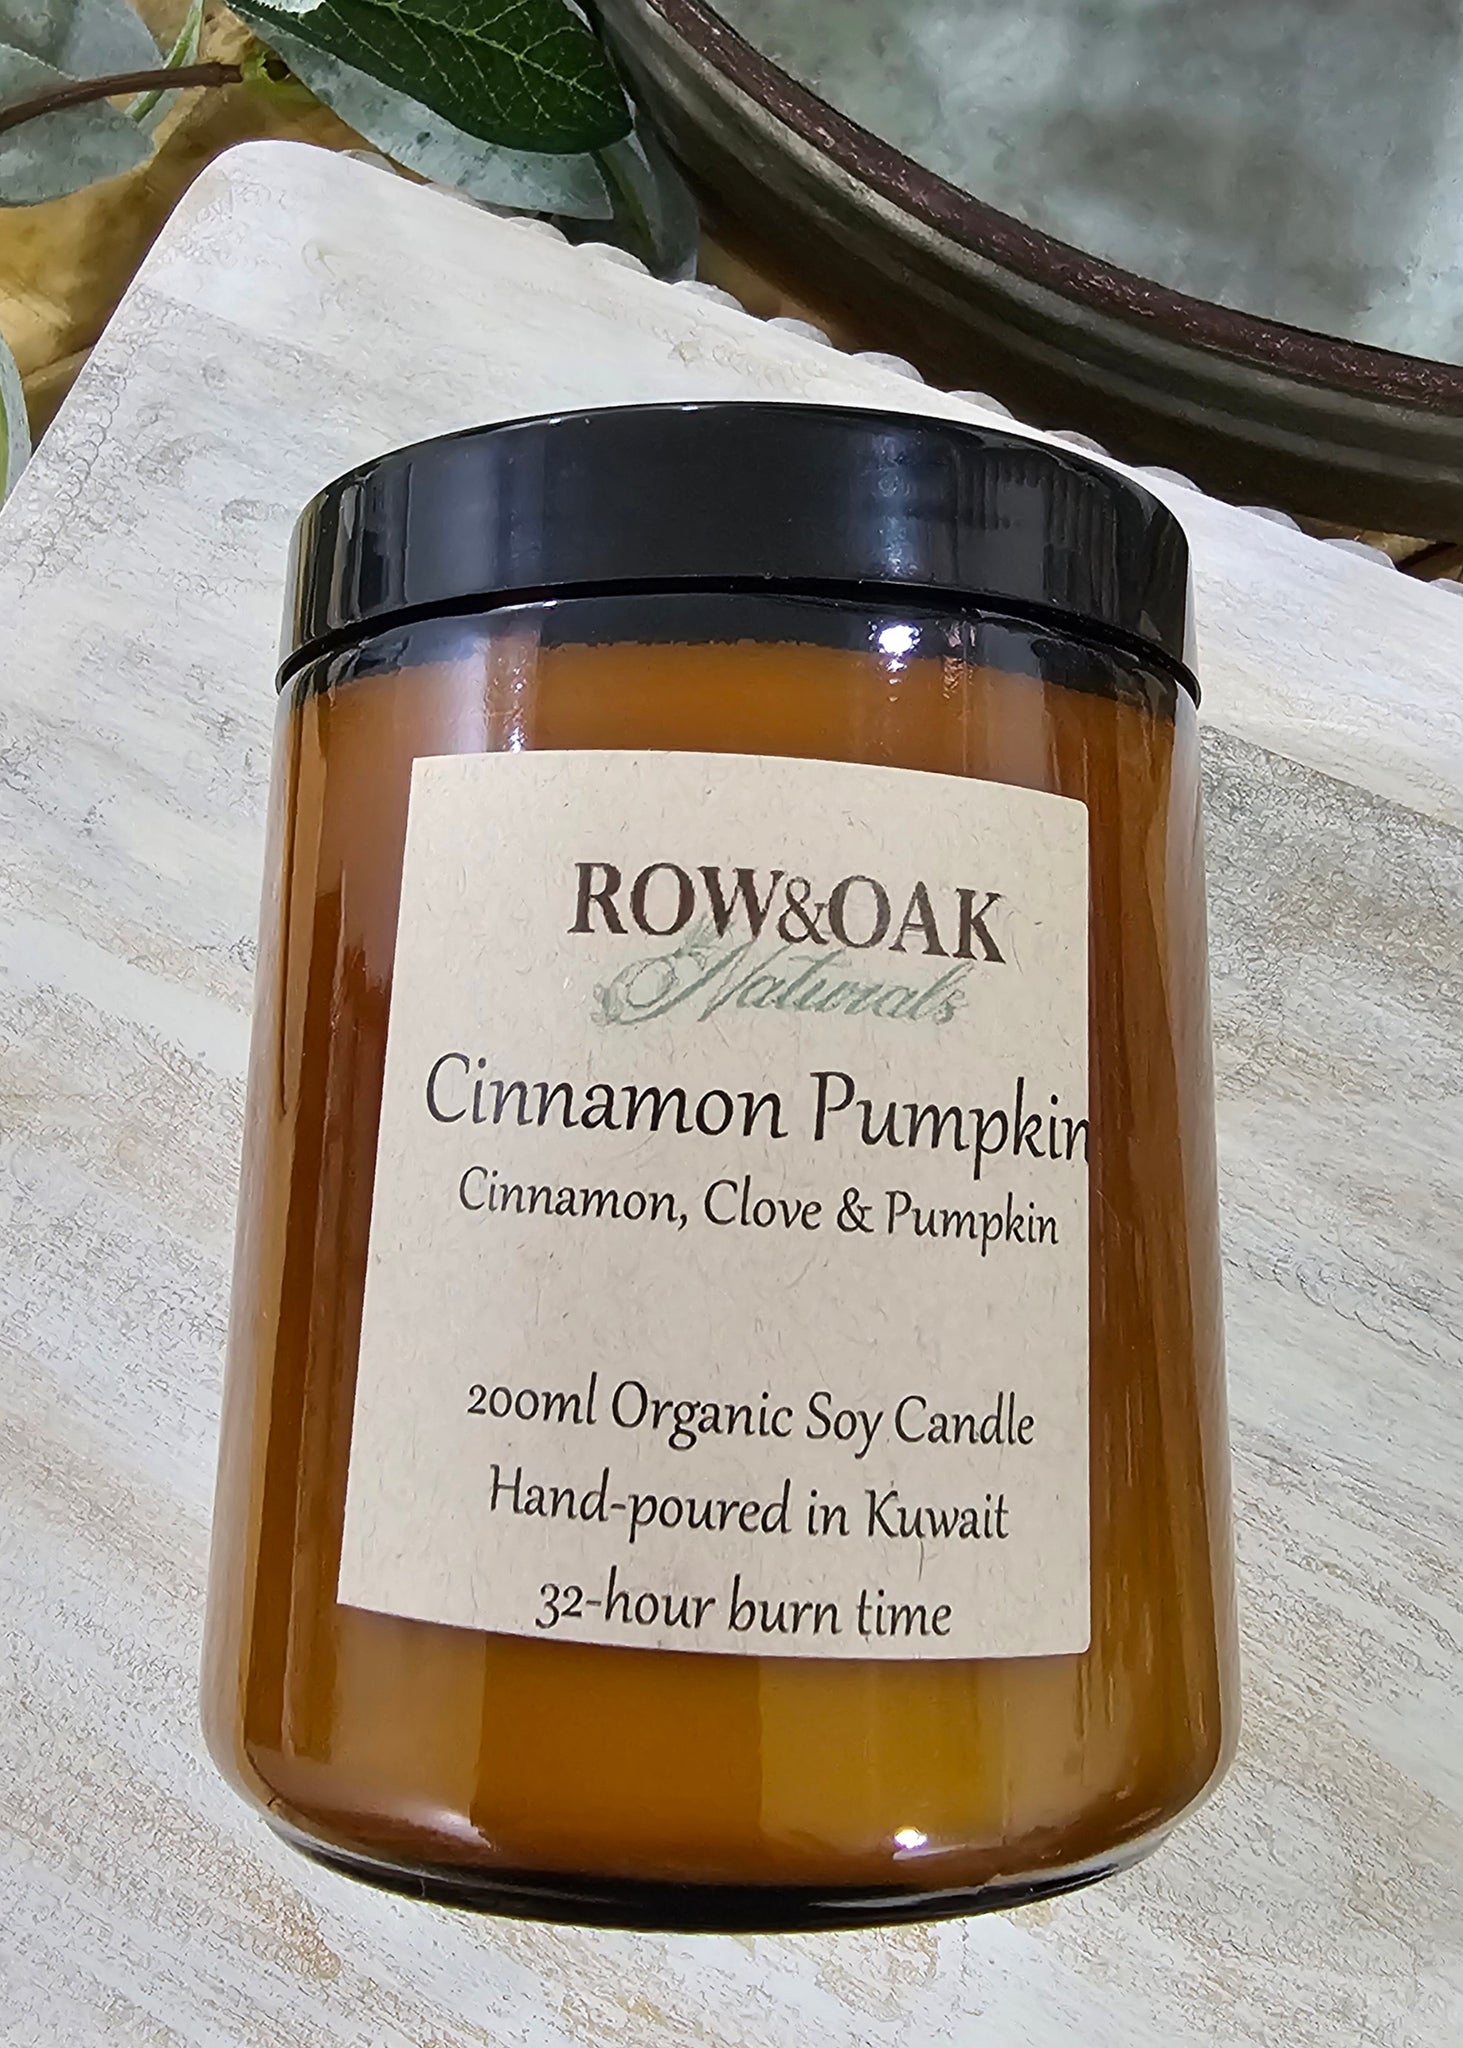 ROW&OAK
Naturals
Cinnamon Pumpkin
Cinnamon, Clove & Pumpkin
200ml Organic Soy Candle
Hand-poured in Kuwait
32-hour burn time